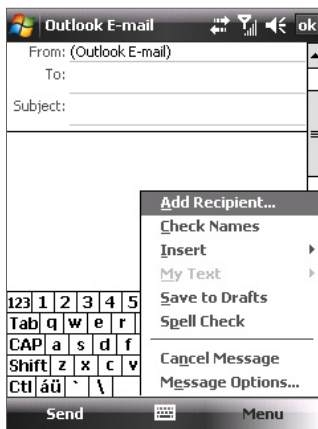 Outlook E-mail ok
From: (Outlook E-mail)
To:
Subject:
Add Recipient...
Check Names
Insert
My Text
Save to Drafts
Spell Check
Cancel Message
Message Options...
123 1 2 3 4 5
Tab q w e r
CAP a s d f
Shift z x c v
Ctl áü ` \
Send Menu